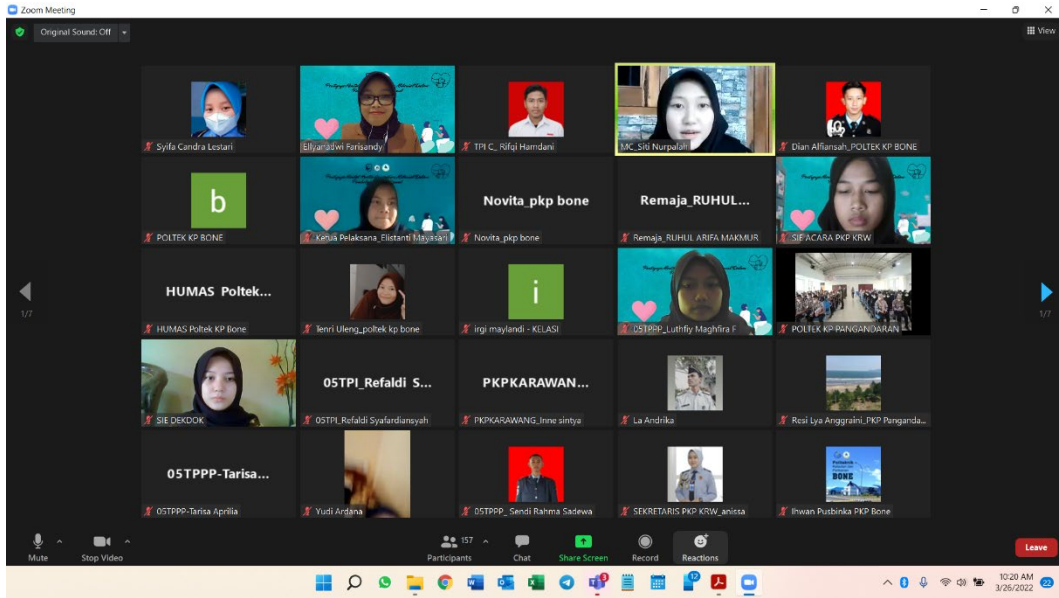 Zoom Meeting
Original Sound: Off
View
Syifa Candra Lestari
Ellyanadwi Farisandy
TPI C_ Rifqi Hamdani
MC_Siti Nurpalah
Dian Alfiansah_POLTEK KP BONE
b
Novita_pkp bone
Remaja_RUHUL...
POLTEK KP BONE
Ketua Pelaksana_Elistanti Mayasari
Novita_pkp bone
Remaja_RUHUL ARIFA MAKMUR
SIE ACARA PKP KRW
HUMAS Poltek...
i
1/7
1/7
HUMAS Poltek KP Bone
Tenri Uleng_poltek kp bone
irgi maylandi - KELASI
05TPPP_Luthfiy Maghfira F
POLTEK KP PANGANDARAN
05TPI_Refaldi S...
PKPKARAWAN...
SIE DEKDOK
05TPI_Refaldi Syafardiansyah
PKPKARAWANG_Inne sintya
La Andrika
Resi Lya Anggraini_PKP Panganda...
05TPPP-Tarisa...
BONE
05TPPP-Tarisa Aprilia
Yudi Ardana
05TPPP_ Sendi Rahma Sadewa
SEKRETARIS PKP KRW_anissa
Ihwan Pusbinka PKP Bone
157
Mute
Stop Video
Participants
Chat
Share Screen
Record
Reactions
Leave
10:20 AM
3/26/2022
22